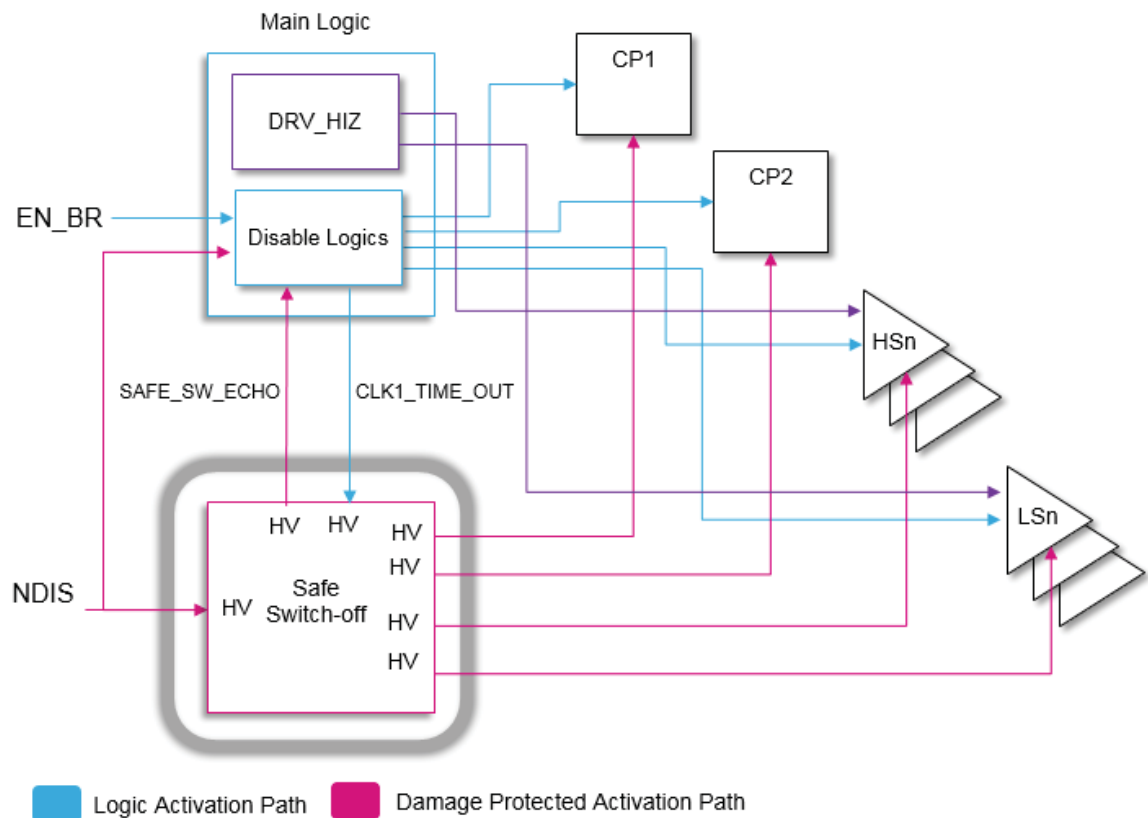 Main Logic
CP1
DRV_HIZ
CP2
EN_BR
Disable Logics
HSn
SAFE_SW_ECHO
CLK1_TIME_OUT
LSn
HV
HV
HV
HV
NDIS
HV
Safe
Switch-off
HV
HV
Logic Activation Path
Damage Protected Activation Path